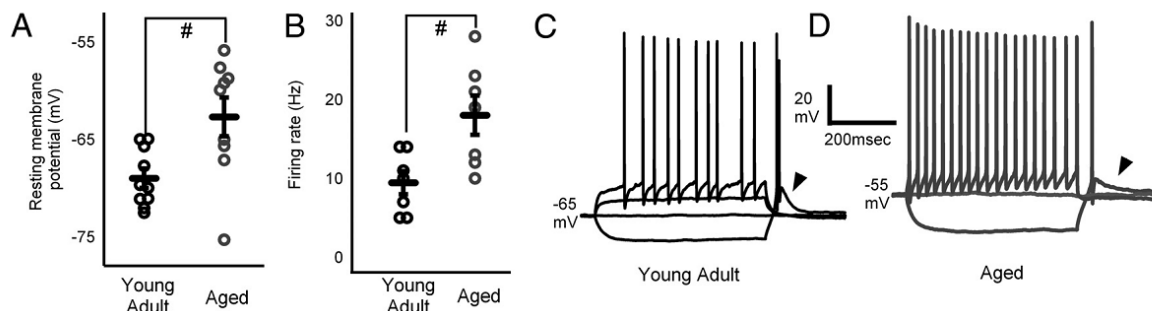 A
Resting membrane
potential (mV)
-55
-65
-75
#
Young
Adult
Aged
B
Firing rate (Hz)
30
20
10
0
#
Young
Adult
Aged
C
-65
mV
Young Adult
20
mV
200msec
D
-55
mV
Aged